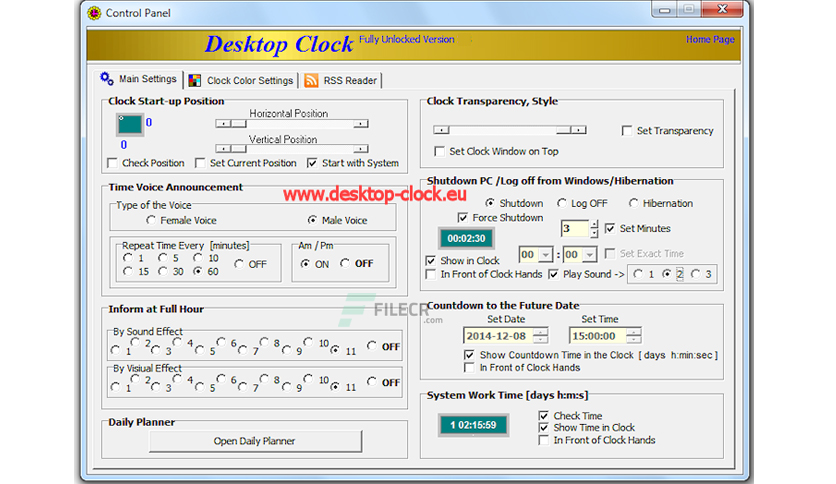 Control Panel
Desktop Clock Fully Unlocked Version
Home Page
Main Settings
Clock Color Settings
RSS Reader
Clock Start-up Position
0
0
Horizontal Position
Vertical Position
Check Position
Set Current Position
Start with System
Time Voice Announcement
Type of the Voice
Female Voice
Male Voice
Repeat Time Every [minutes]
1 5 10
15 30 60
OFF
Am / Pm
ON OFF
Inform at Full Hour
By Sound Effect
1 2 3 4 5 6 7 8 9 10 11 OFF
By Visiual Effect
1 2 3 4 5 6 7 8 9 10 11 OFF
Daily Planner
Open Daily Planner
Clock Transparency, Style
Set Transparency
Set Clock Window on Top
www.desktop-clock.eu
Shutdown PC /Log off from Windows/Hibernation
Shutdown
Log OFF
Hibernation
Force Shutdown
00:02:30
3
Set Minutes
Show in Clock
00 : 00
Set Exact Time
In Front of Clock Hands
Play Sound ->
1 2 3
FILECR
.com
Countdown to the Future Date
Set Date
Set Time
2014-12-08
15:00:00
Show Countdown Time in the Clock [ days h:min:sec ]
In Front of Clock Hands
System Work Time [days h:m:s]
1 02:15:59
Check Time
Show Time in Clock
In Front of Clock Hands